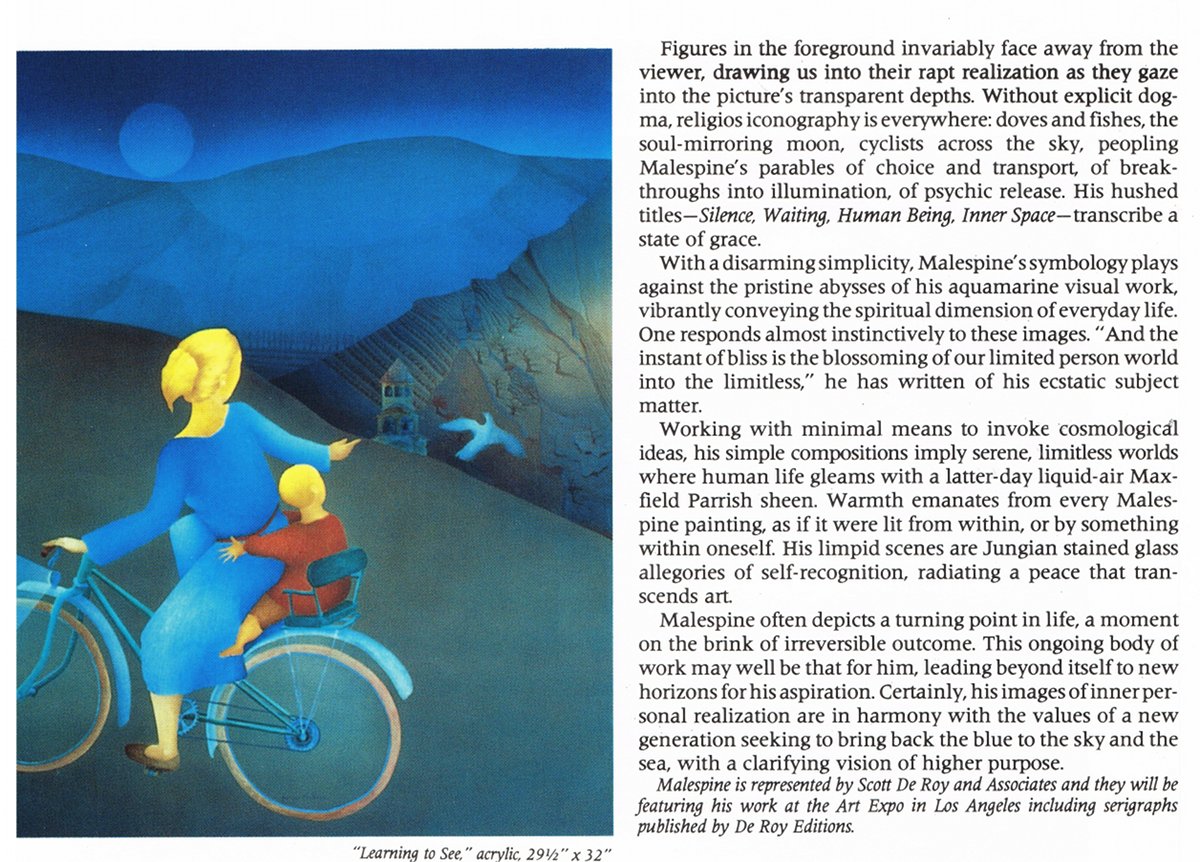 Figures in the foreground invariably face away from the
viewer, drawing us into their rapt realization as they gaze
into the picture's transparent depths. Without explicit dog-
ma, religios iconography is everywhere: doves and fishes, the
soul-mirroring moon, cyclists across the sky, peopling
Malespine's parables of choice and transport, of break-
throughs into illumination, of psychic release. His hushed
titles—Silence, Waiting, Human Being, Inner Space—transcribe a
state of grace.
With a disarming simplicity, Malespine's symbology plays
against the pristine abysses of his aquamarine visual work,
vibrantly conveying the spiritual dimension of everyday life.
One responds almost instinctively to these images. "And the
instant of bliss is the blossoming of our limited person world
into the limitless," he has written of his ecstatic subject
matter.
Working with minimal means to invoke cosmological
ideas, his simple compositions imply serene, limitless worlds
where human life gleams with a latter-day liquid-air Max-
field Parrish sheen. Warmth emanates from every Males-
pine painting, as if it were lit from within, or by something
within oneself. His limpid scenes are Jungian stained glass
allegories of self-recognition, radiating a peace that tran-
scends art.
Malespine often depicts a turning point in life, a moment
on the brink of irreversible outcome. This ongoing body of
work may well be that for him, leading beyond itself to new
horizons for his aspiration. Certainly, his images of inner per-
sonal realization are in harmony with the values of a new
generation seeking to bring back the blue to the sky and the
sea, with a clarifying vision of higher purpose.
Malespine is represented by Scott De Roy and Associates and they will be
featuring his work at the Art Expo in Los Angeles including serigraphs
published by De Roy Editions.
"Learning to See," acrylic, 29½" x 32"